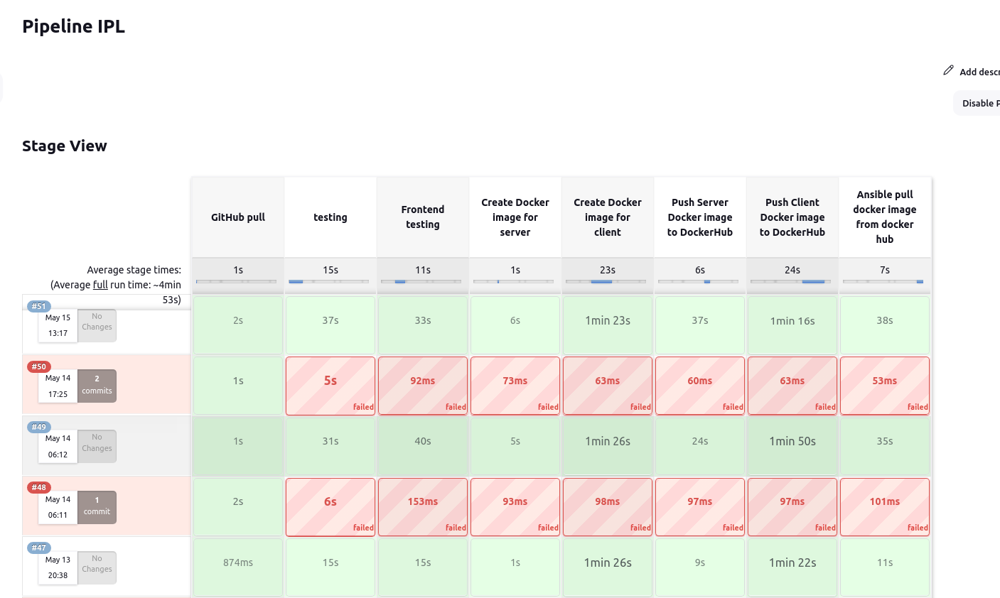 Pipeline IPL
Add descr
Disable P
Stage View
GitHub pull
testing
Frontend
testing
Create Docker
image for
server
Create Docker
image for
client
Push Server
Docker image
to DockerHub
Push Client
Docker image
to DockerHub
Ansible pull
docker image
from docker
hub
Average stage times:
(Average full run time: ~4min
53s)
1s
15s
11s
1s
23s
6s
24s
7s
#51
May 15
13:17
No
Changes
2s
37s
33s
6s
1min 23s
37s
1min 16s
38s
#50
May 14
17:25
2
commits
1s
5s
failed
92ms
failed
73ms
failed
63ms
failed
60ms
failed
63ms
failed
53ms
failed
#49
May 14
06:12
No
Changes
1s
31s
40s
5s
1min 26s
24s
1min 50s
35s
#48
May 14
06:11
1
commit
2s
6s
failed
153ms
failed
93ms
failed
98ms
failed
97ms
failed
97ms
failed
101ms
failed
#47
May 13
20:38
No
Changes
874ms
15s
15s
1s
1min 26s
9s
1min 22s
11s